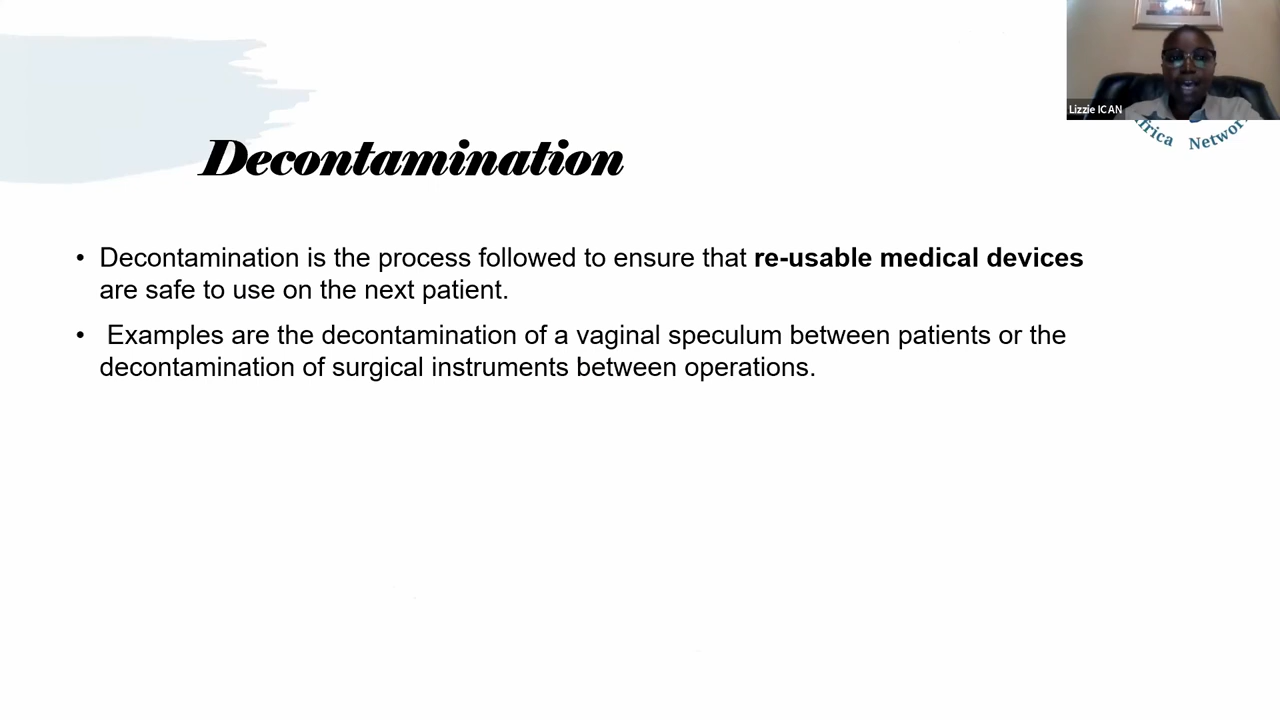 Lizzie ICAN
Network
Decontamination
• Decontamination is the process followed to ensure that re-usable medical devices
are safe to use on the next patient.
• Examples are the decontamination of a vaginal speculum between patients or the
decontamination of surgical instruments between operations.